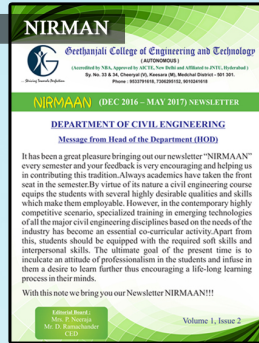 NIRMAN
Geethanjali College of Engineering and Technology
( AUTONOMOUS )
(Accredited by NBA, Approved by AICTE, New Delhi and Affiliated to JNTU, Hyderabad )
Sy. No. 33 & 34, Cheeryal (V), Keesara (M), Medchal District - 501 301.
Phone : 9533791618, 7306255152, 9010241618
NIRMAAN (DEC 2016 – MAY 2017) NEWSLETTER
DEPARTMENT OF CIVIL ENGINEERING
Message from Head of the Department (HOD)
It has been a great pleasure bringing out our newsletter “NIRMAAN”
every semester and your feedback is very encouraging and helping us
in contributing this tradition.Always academics have taken the front
seat in the semester.By virtue of its nature a civil engineering course
equips the students with several highly desirable qualities and skills
which make them employable. However, in the contemporary highly
competitive scenario, specialized training in emerging technologies
of all the major civil engineering disciplines based on the needs of the
industry has become an essential co-curricular activity.Apart from
this, students should be equipped with the required soft skills and
interpersonal skills. The ultimate goal of the present time is to
inculcate an attitude of professionalism in the students and infuse in
them a desire to learn further thus encouraging a life-long learning
process in their minds.
With this note we bring you our Newsletter NIRMAAN!!!
Editorial Board :
Mrs. P. Neeraja
Mr. D. Ramachander
CED
Volume 1, Issue 2